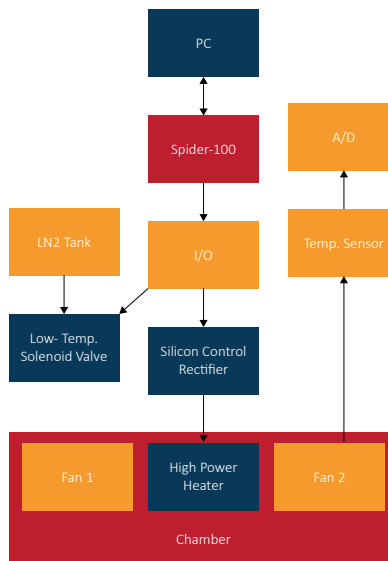 PC
Spider-100
A/D
LN2 Tank
I/O
Temp. Sensor
Low- Temp.
Solenoid Valve
Silicon Control
Rectifier
Fan 1
High Power
Heater
Fan 2
Chamber